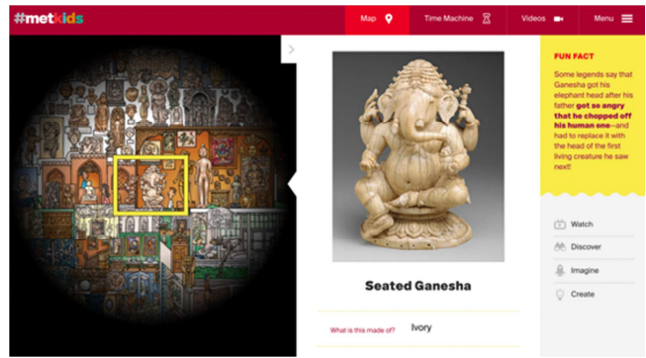 #metkids
Map
Time Machine
Videos
Menu
FUN FACT
Some legends say that
Ganesha got his
elephant head after his
father got so angry
that he chopped off
his human one—and
had to replace it with
the head of the first
living creature he saw
next!
Seated Ganesha
What is this made of? Ivory
Watch
Discover
Imagine
Create